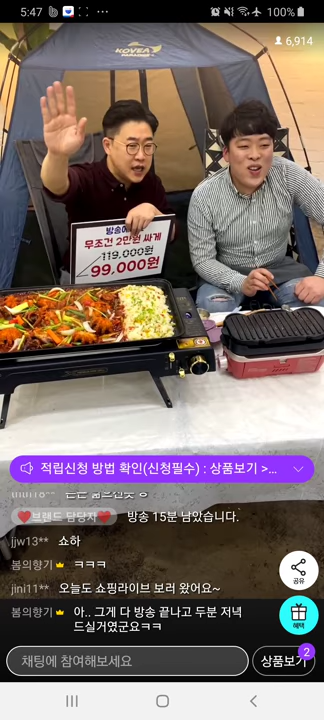 5:47
100%
6,914
KOVEA
방송에
무조건 2만원 싸게
119,000원
99,000원
적립신청 방법 확인(신청필수) : 상품보기 >...
브랜드 담당자 방송 15분 남았습니다.
jjw13** 쇼하
봄의향기 ㅋㅋㅋ
jini11** 오늘도 쇼핑라이브 보러 왔어요~
봄의향기 아.. 그게 다 방송 끝나고 두분 저녁
드실거였군요ㅋㅋ
공유
혜택
채팅에 참여해보세요
상품보기
2